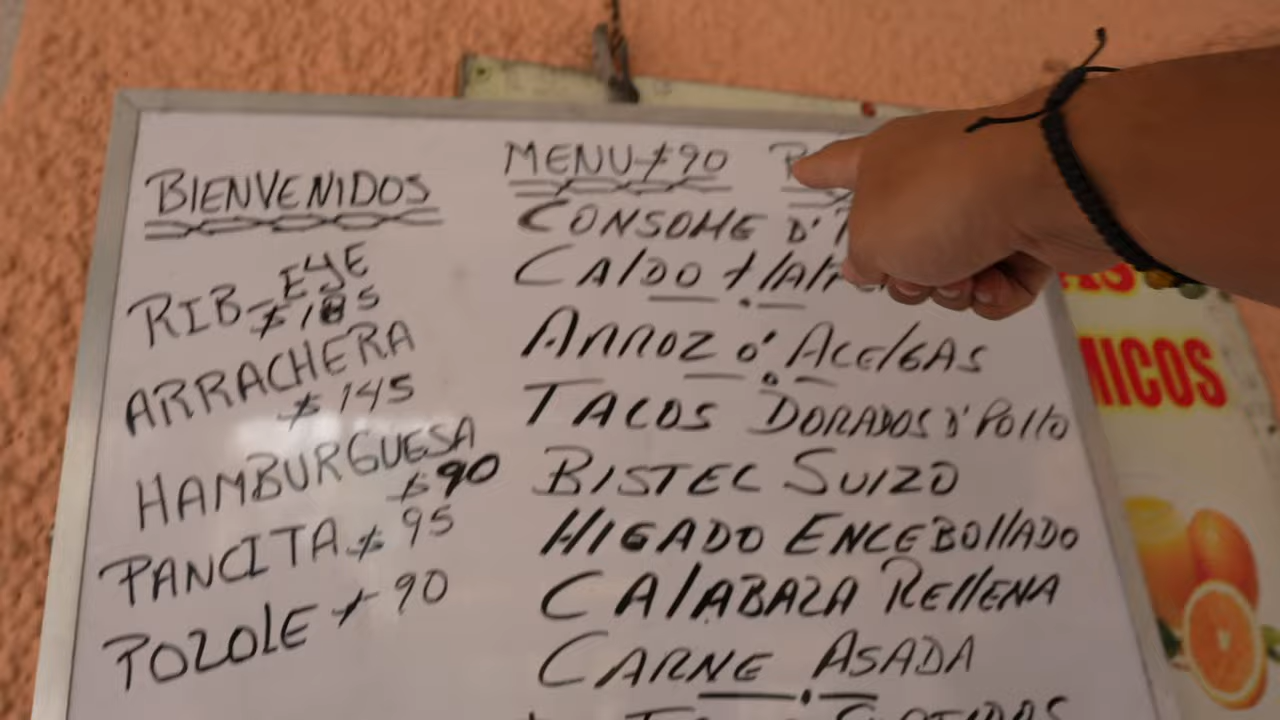 BIENVENIDOS
RIB-EYE
$185
ARRACHERA
$145
HAMBURGUESA
$90
PANCITA $95
POZOLE $90
MENU $90
CONSOME D'
CALDO
ARROZ O' ACELGAS
TACOS DORADOS D' POLLO
BISTEC SUIZO
HIGADO ENCEBOLLADO
CALABAZA RELLENA
CARNE ASADA
MICOS